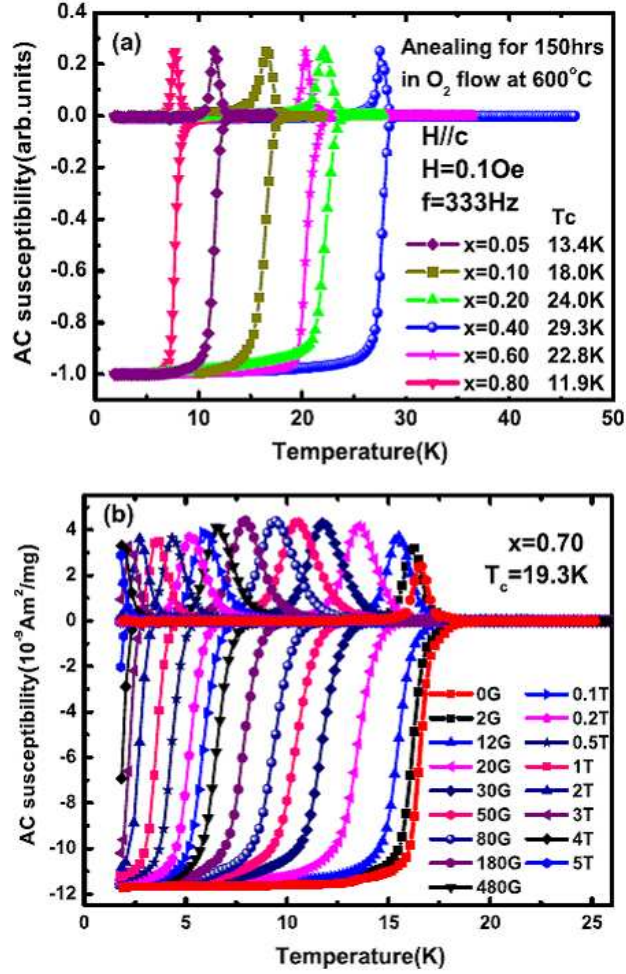 (a)
Anealing for 150hrs
in O2 flow at 600°C
H//c
H=0.1Oe
f=333Hz
Tc
x=0.05 13.4K
x=0.10 18.0K
x=0.20 24.0K
x=0.40 29.3K
x=0.60 22.8K
x=0.80 11.9K
0.4
0.2
0.0
-0.2
-0.4
-0.6
-0.8
-1.0
AC susceptibility(arb.units)
0 10 20 30 40 50
Temperature(K)
(b)
x=0.70
Tc=19.3K
0G 0.1T
2G 0.2T
12G 0.5T
20G 1T
30G 2T
50G 3T
80G 4T
180G 5T
480G
4
2
0
-2
-4
-6
-8
-10
-12
AC susceptibility(10-9Am2/mg)
0 5 10 15 20 25
Temperature(K)